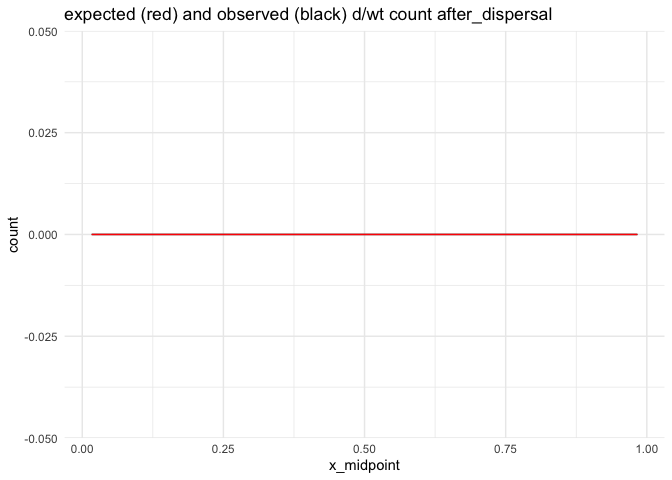 expected (red) and observed (black) d/wt count after_dispersal
0.050
0.025
0.000
-0.025
-0.050
count
0.00 0.25 0.50 0.75 1.00
x_midpoint